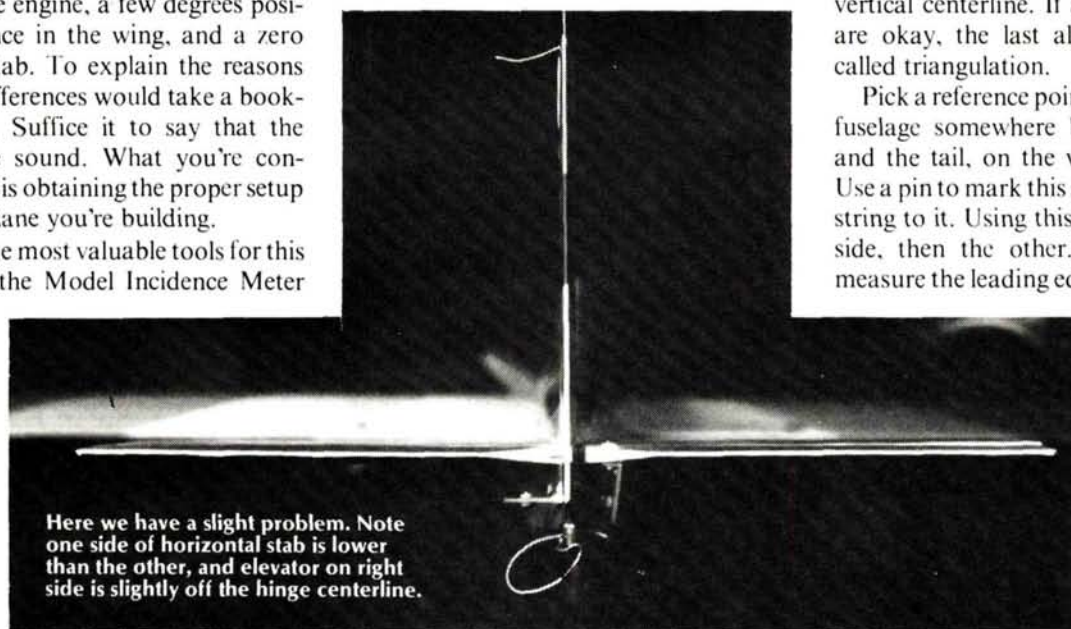 engine, a few degrees posi-
ce in the wing, and a zero
ab. To explain the reasons
fferences would take a book-
Suffice it to say that the
sound. What you're con-
is obtaining the proper setup
ane you're building.
e most valuable tools for this
the Model Incidence Meter
Here we have a slight problem. Note
one side of horizontal stab is lower
than the other, and elevator on right
side is slightly off the hinge centerline.
vertical centerline. If
are okay, the last al
called triangulation.
Pick a reference poi
fuselage somewhere
and the tail, on the
Use a pin to mark this
string to it. Using this
side, then the other.
measure the leading e